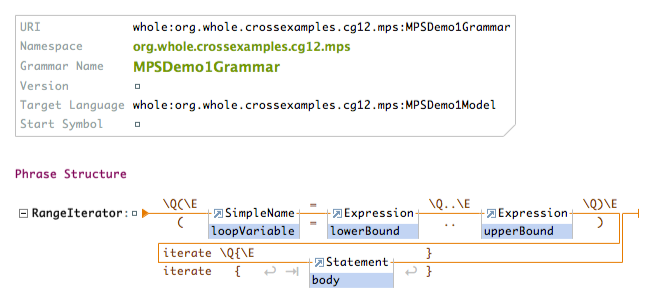 URI whole:org.whole.crossexamples.cg12.mps:MPSDemo1Grammar
Namespace org.whole.crossexamples.cg12.mps
Grammar Name MPSDemo1Grammar
Version
Target Language whole:org.whole.crossexamples.cg12.mps:MPSDemo1Model
Start Symbol
Phrase Structure
\Q(\E = \Q..\E \Q)\E
RangeIterator: SimpleName Expression Expression
( loopVariable = lowerBound .. upperBound )
iterate \Q{\E }
Statement
iterate { }
body